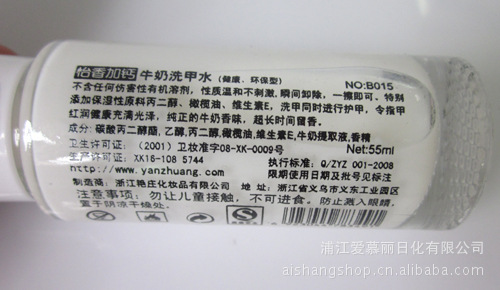 怡香加钙 牛奶洗甲水 (健康、环保型) NO:B015
不含任何伤害性有机溶剂，性质温和不刺激，瞬间卸除，一擦即可、特别
添加保湿性原料丙二醇、橄榄油、维生素E，洗甲同时进行护甲，令指甲
红润健康充满光泽，纯正的牛奶香味，超长时间留香。
成分:碳酸丙二醇酯,乙醇,丙二醇,橄榄油,维生素E,牛奶提取液,香精
卫生许可证：(2001)卫妆准字08-XK-0009号 Net:55ml
生产许可证：XK16-108 5744 执行标准：Q/ZYZ 001-2008
http://www.yanzhuang.com 限期使用日期及批号见标注
制造商：浙江艳庄化妆品有限公司 地址：浙江省义乌市义东工业园区
注意事项：勿让儿童接触，不可进食。防止溅入眼睛。
置于阴凉干燥处。
浦江爱慕丽日化有限公司
aishangshop.cn.alibaba.com